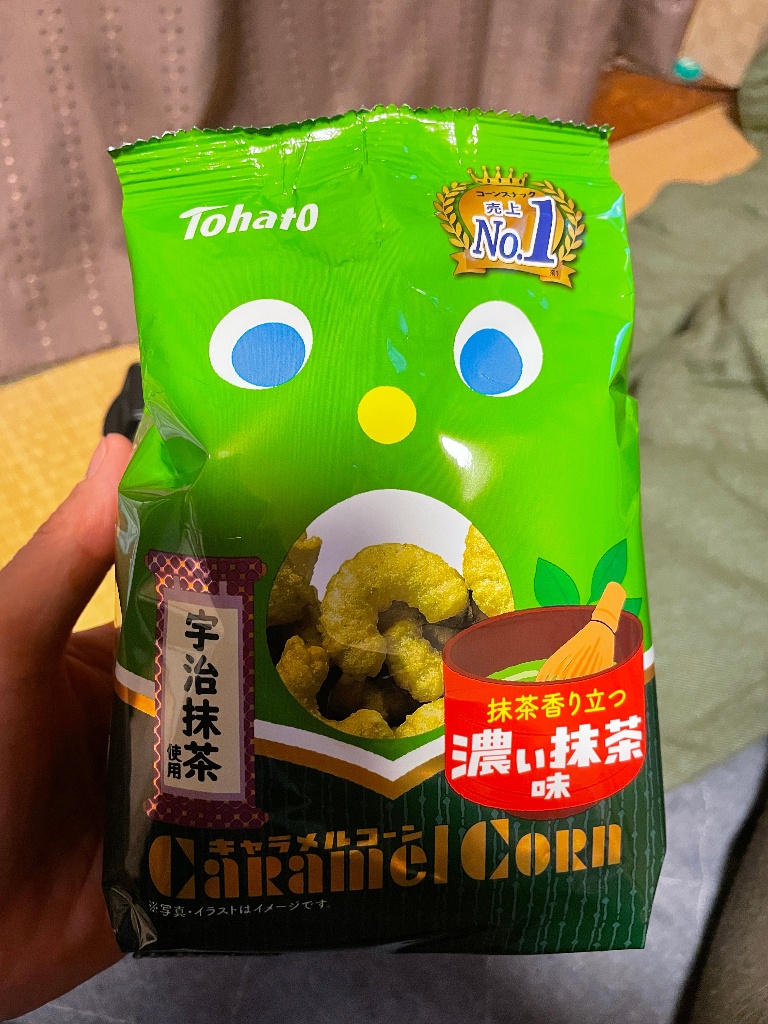 Tohato
コーンスナック
売上
No.1
※1
宇治抹茶
使用
抹茶香り立つ
濃い抹茶
味
キャラメルコーン
Caramel Corn
※写真・イラストはイメージです。